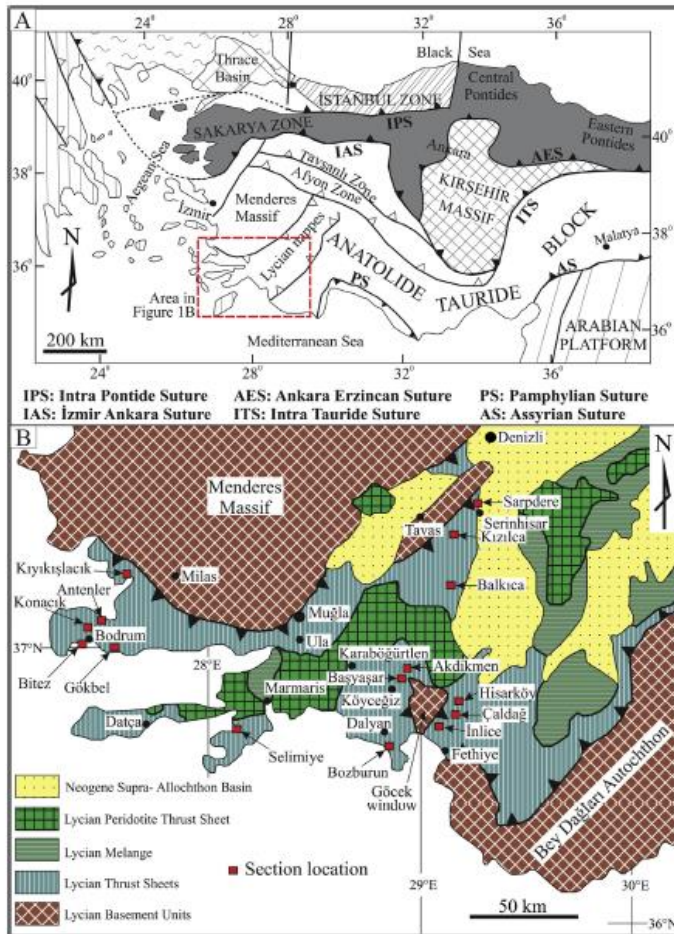 A
24°
28°
32°
36°
Black Sea
Thrace
Basin
İSTANBUL ZONE
Central
Pontides
40°
40°
IPS
SAKARYA ZONE
Eastern
Pontides
IAS
Ankara
AES
38°
38°
Aegean Sea
Tavşanlı Zone
Afyon Zone
KIRŞEHİR
MASSIF
ITS
İzmir
Menderes
Massif
N
Lycian nappes
ANATOLIDE
TAURIDE
BLOCK
Malatya
36°
PS
AS
Area in
Figure 1B
36°
ARABIAN
PLATFORM
200 km
Mediterranean Sea
24°
28°
32°
36°
IPS: Intra Pontide Suture AES: Ankara Erzincan Suture PS: Pamphylian Suture
IAS: İzmir Ankara Suture ITS: Intra Tauride Suture AS: Assyrian Suture
B
Denizli
N
Menderes
Massif
Sarpdere
Serinhisar
Tavas
Kızılca
Kıyıkışlacık
Milas
Antenler
Balkıca
Konacık
Muğla
Bodrum
Ula
37°N
37°N
Karaböğürtlen
Akdikmen
Bitez
Gökbel
28°E
Başyaşar
Marmaris
Köyceğiz
Hisarköy
Datça
Çaldağ
Dalyan
İnlice
Selimiye
Fethiye
Bozburun
Göcek
window
Bey Dağları Autochthon
Neogene Supra- Allochthon Basin
Lycian Peridotite Thrust Sheet
Lycian Melange
Lycian Thrust Sheets
Section location
Lycian Basement Units
29°E
30°E
50 km
36°N